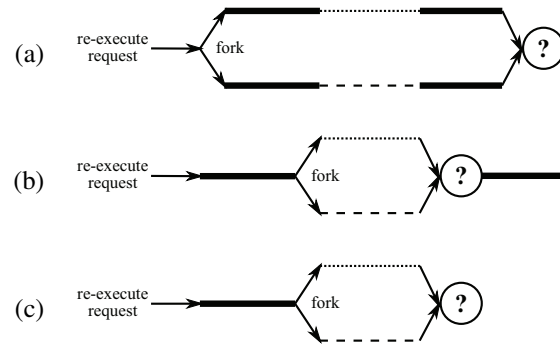 (a)
re-execute
request
fork
?
(b)
re-execute
request
fork
?
(c)
re-execute
request
fork
?